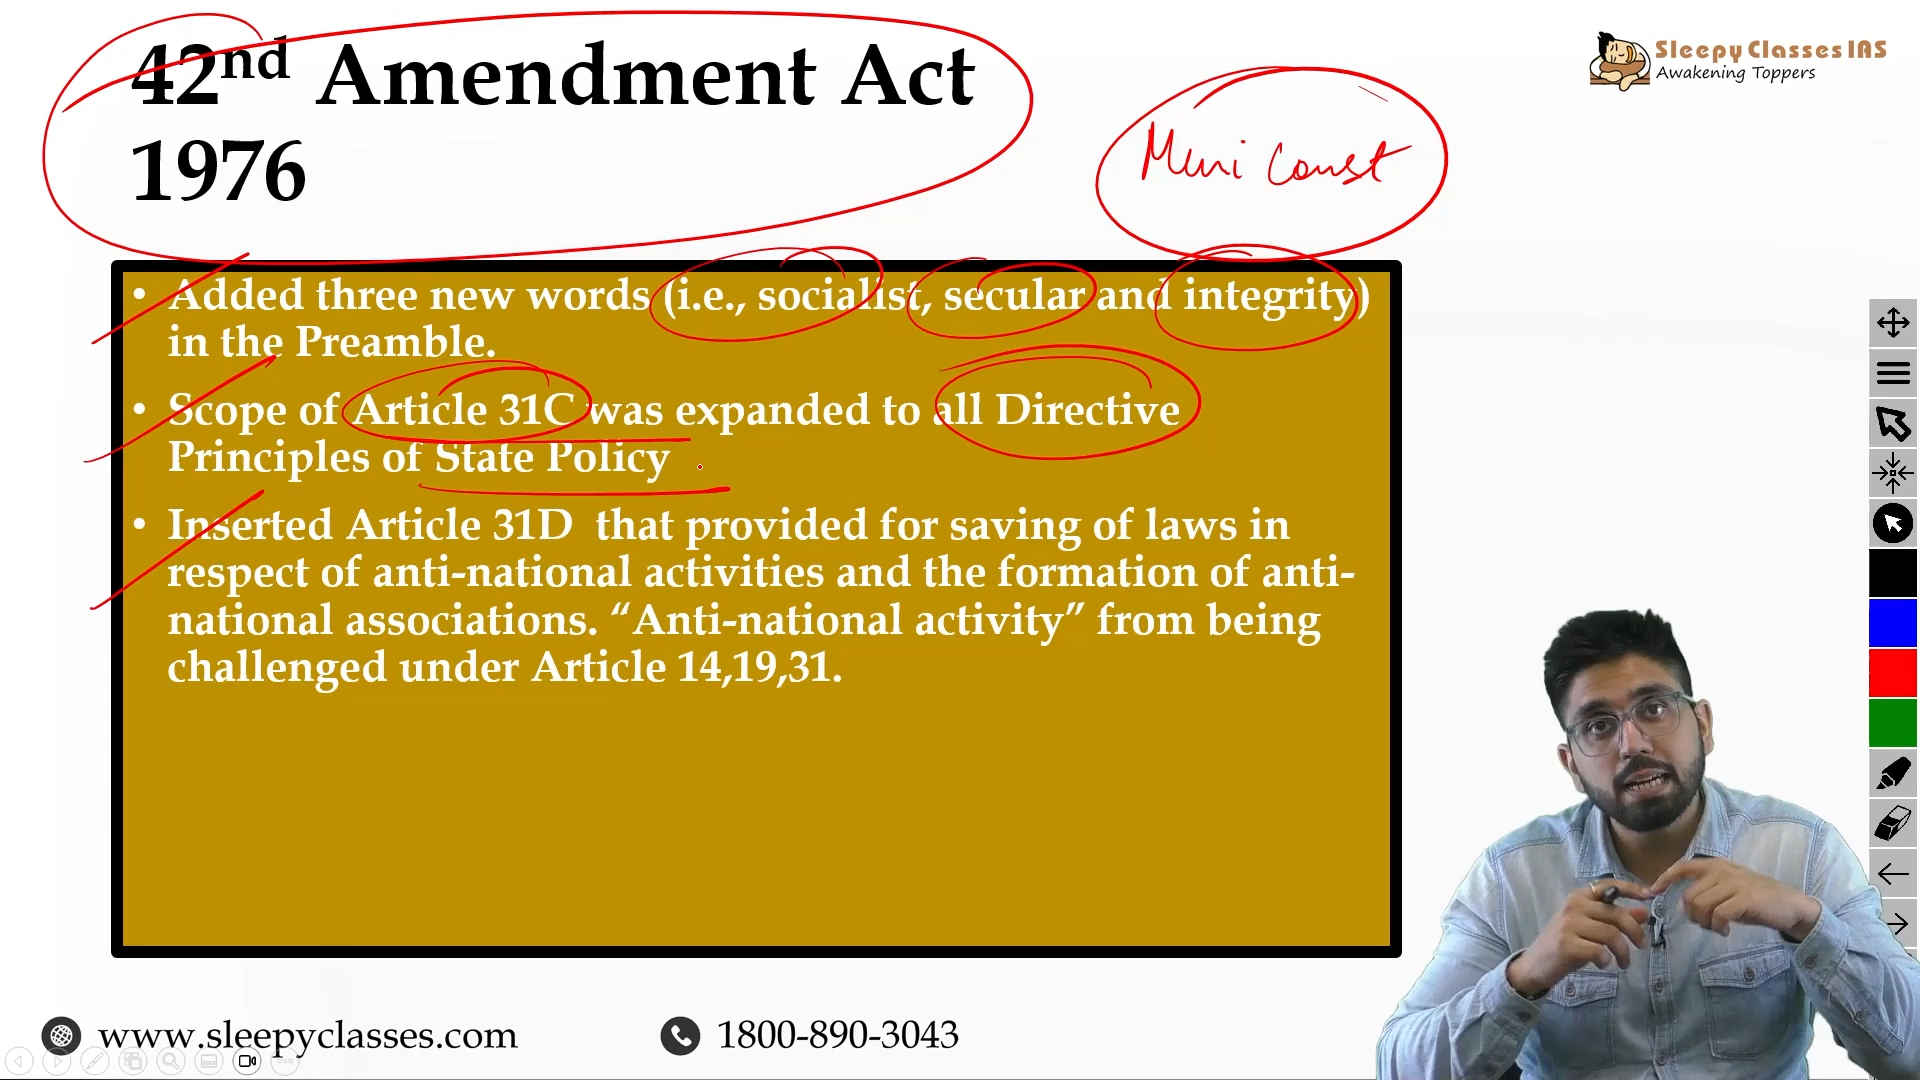 42nd Amendment Act
1976
Sleepy Classes IAS
Awakening Toppers
Mini Const
• Added three new words (i.e., socialist, secular and integrity)
in the Preamble.
• Scope of Article 31C was expanded to all Directive
Principles of State Policy
• Inserted Article 31D that provided for saving of laws in
respect of anti-national activities and the formation of anti-
national associations. “Anti-national activity” from being
challenged under Article 14,19,31.
www.sleepyclasses.com
1800-890-3043